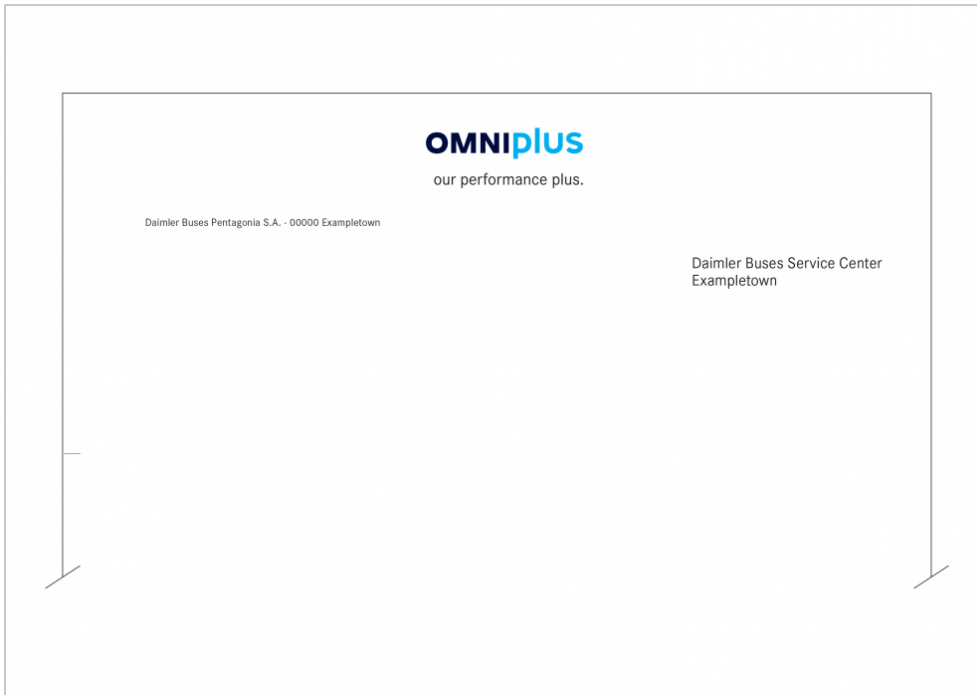 OMNIplus
our performance plus.
Daimler Buses Pentagonia S.A. - 00000 Exampletown
Daimler Buses Service Center
Exampletown